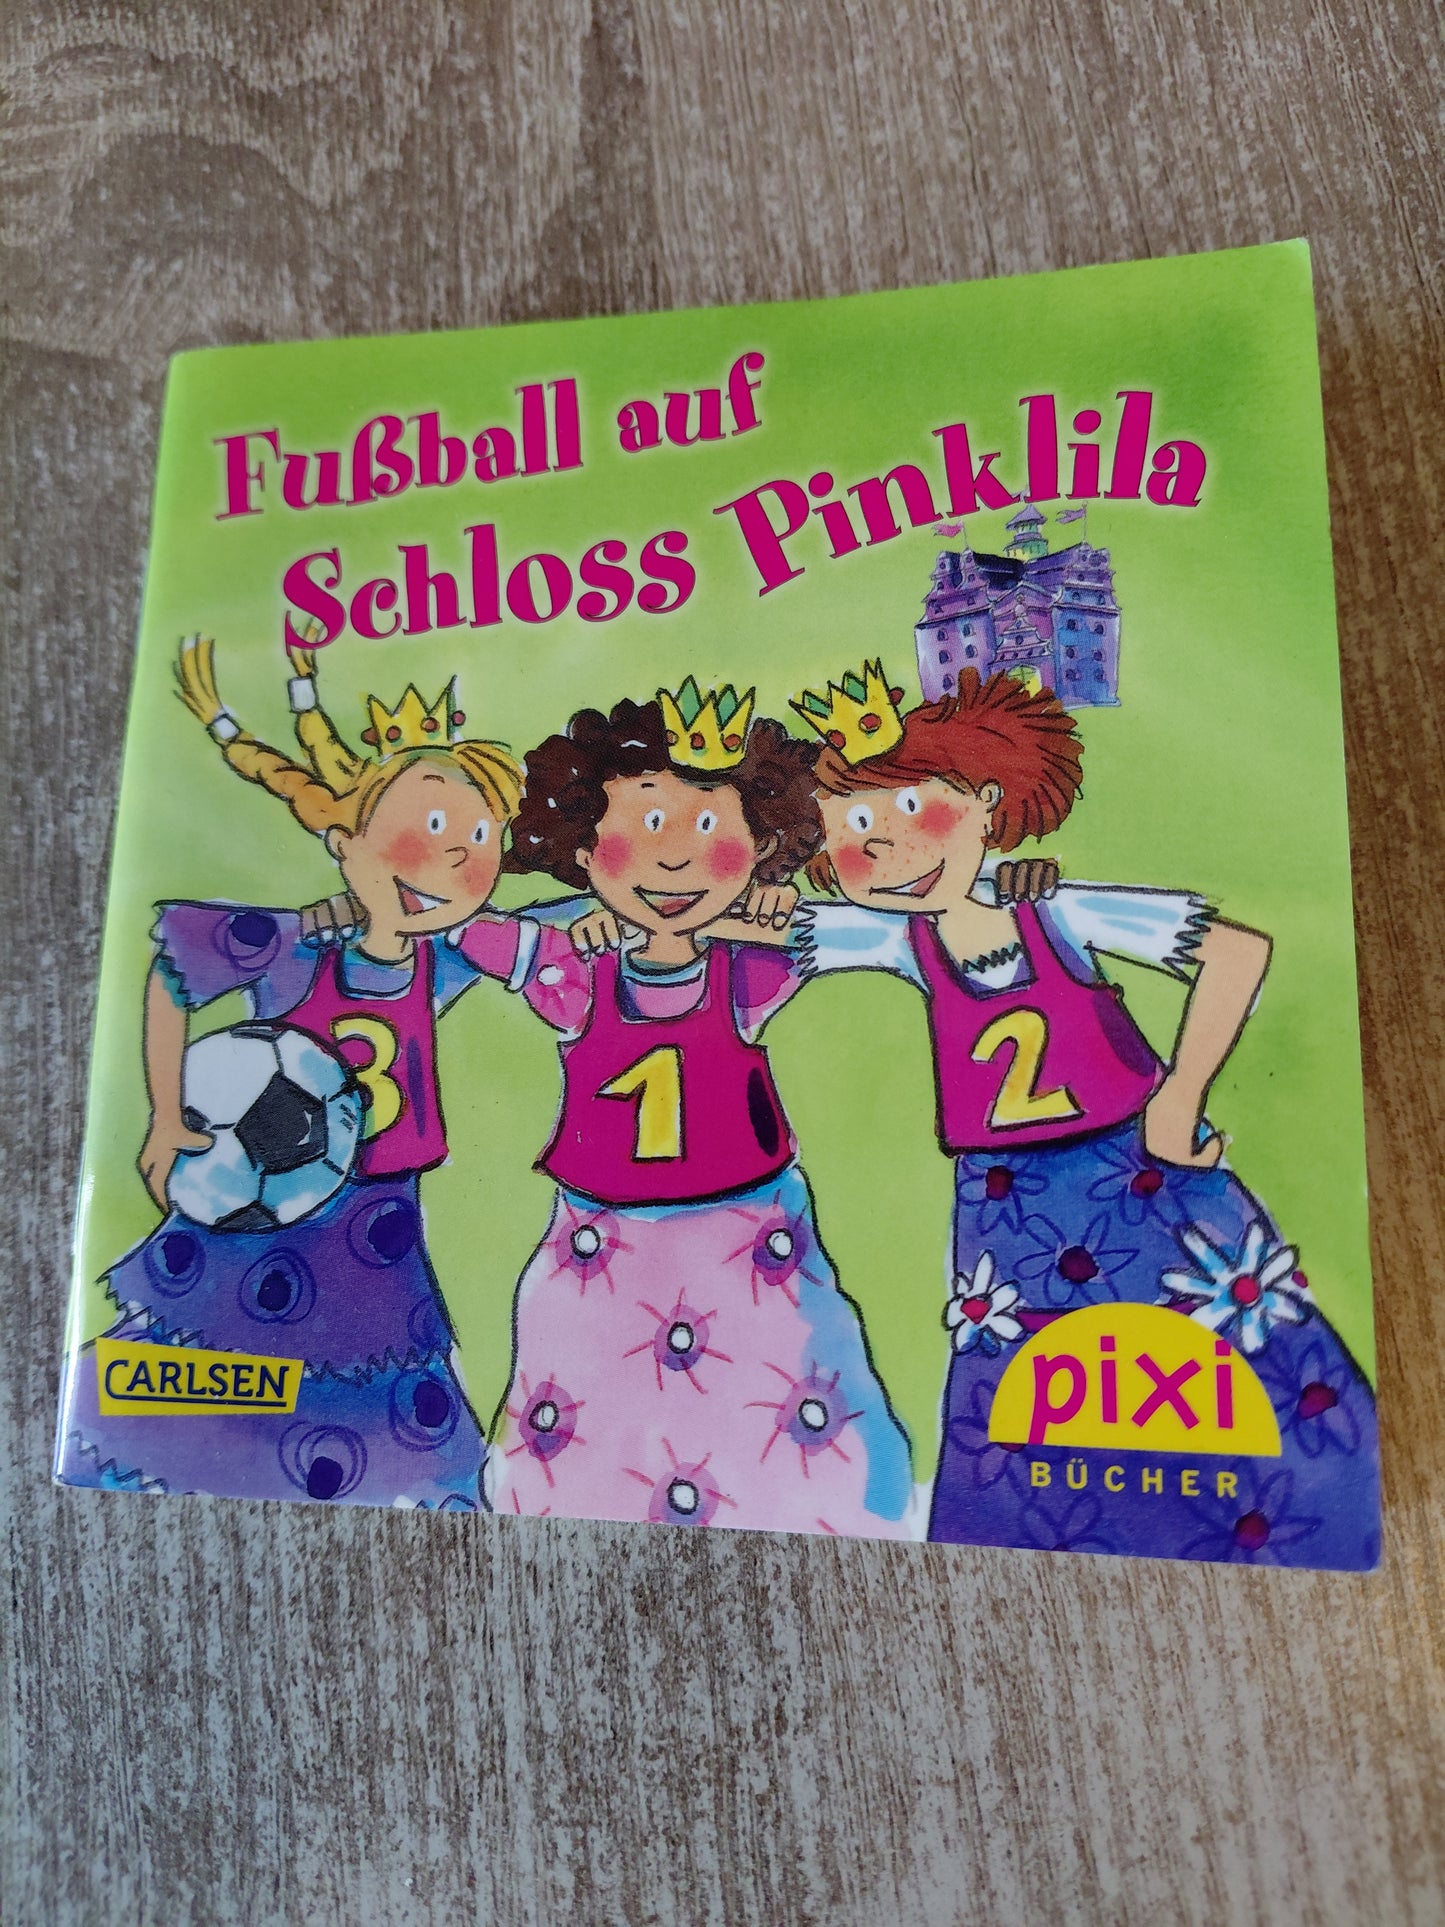 Fußball auf
Schloss Pinklila
3
1
2
CARLSEN
pixi
BÜCHER